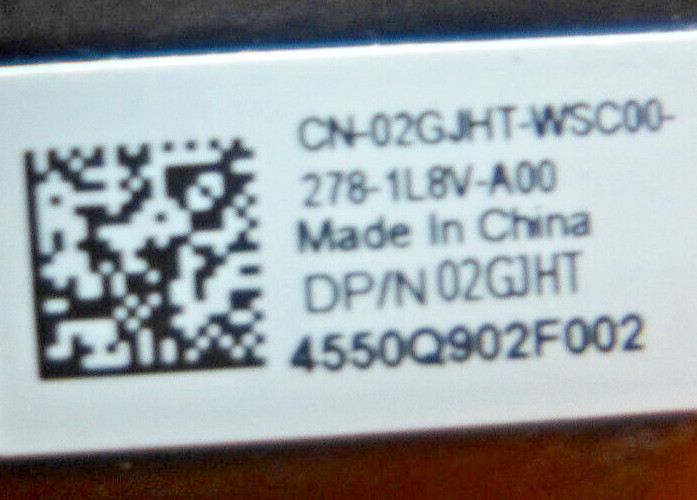 CN-02GJHT-WSC00-
278-1L8V-A00
Made In China
DP/N 02GJHT
4550Q902F002